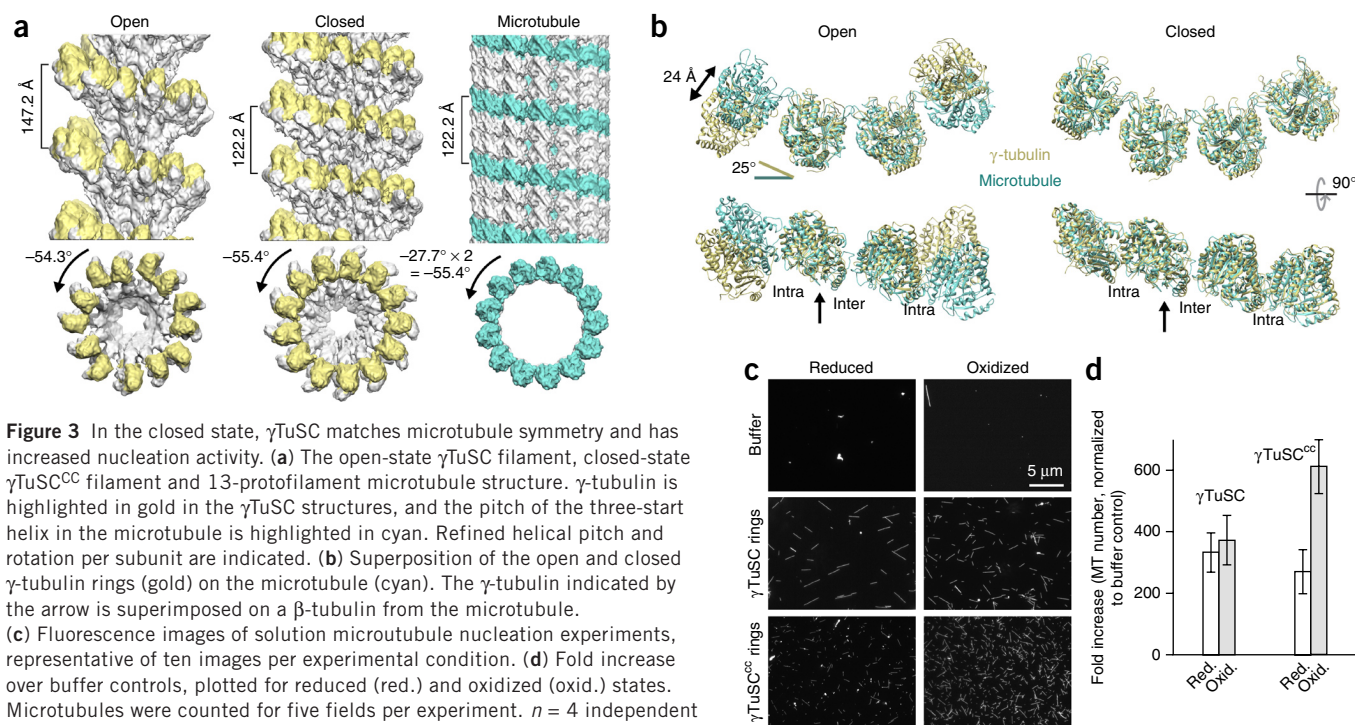 a
Open
Closed
Microtubule
147.2 Å
122.2 Å
122.2 Å
–54.3°
–55.4°
–27.7° × 2
= –55.4°
b
Open
Closed
24 Å
25°
γ-tubulin
Microtubule
90°
Intra
Inter
Intra
Intra
Inter
Intra
Figure 3 In the closed state, γTuSC matches microtubule symmetry and has
increased nucleation activity. (a) The open-state γTuSC filament, closed-state
γTuSCCC filament and 13-protofilament microtubule structure. γ-tubulin is
highlighted in gold in the γTuSC structures, and the pitch of the three-start
helix in the microtubule is highlighted in cyan. Refined helical pitch and
rotation per subunit are indicated. (b) Superposition of the open and closed
γ-tubulin rings (gold) on the microtubule (cyan). The γ-tubulin indicated by
the arrow is superimposed on a β-tubulin from the microtubule.
(c) Fluorescence images of solution microutubule nucleation experiments,
representative of ten images per experimental condition. (d) Fold increase
over buffer controls, plotted for reduced (red.) and oxidized (oxid.) states.
Microtubules were counted for five fields per experiment. n = 4 independent
c
Reduced
Oxidized
Buffer
5 μm
γTuSC rings
γTuSCCC rings
d
Fold increase (MT number, normalized
to buffer control)
600
400
200
0
γTuSC
γTuSCCC
Red.
Oxid.
Red.
Oxid.